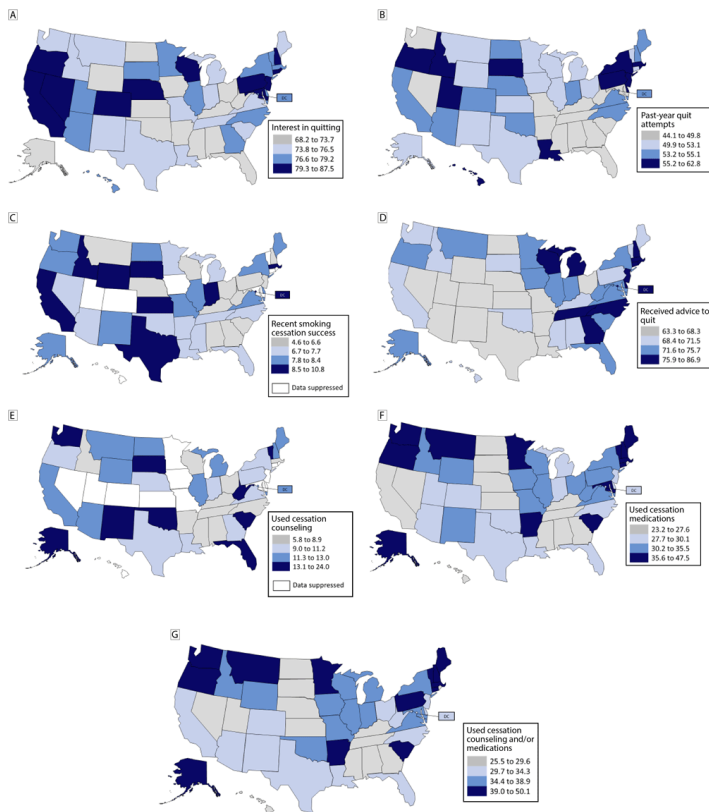 A
DC
Interest in quitting
68.2 to 73.7
73.8 to 76.5
76.6 to 79.2
79.3 to 87.5
B
DC
Past-year quit
attempts
44.1 to 49.8
49.9 to 53.1
53.2 to 55.1
55.2 to 62.8
C
DC
Recent smoking
cessation success
4.6 to 6.6
6.7 to 7.7
7.8 to 8.4
8.5 to 10.8
Data suppressed
D
DC
Received advice to
quit
63.3 to 68.3
68.4 to 71.5
71.6 to 75.7
75.9 to 86.9
E
DC
Used cessation
counseling
5.8 to 8.9
9.0 to 11.2
11.3 to 13.0
13.1 to 24.0
Data suppressed
F
DC
Used cessation
medications
23.2 to 27.6
27.7 to 30.1
30.2 to 35.5
35.6 to 47.5
G
DC
Used cessation
counseling and/or
medications
25.5 to 29.6
29.7 to 34.3
34.4 to 38.9
39.0 to 50.1